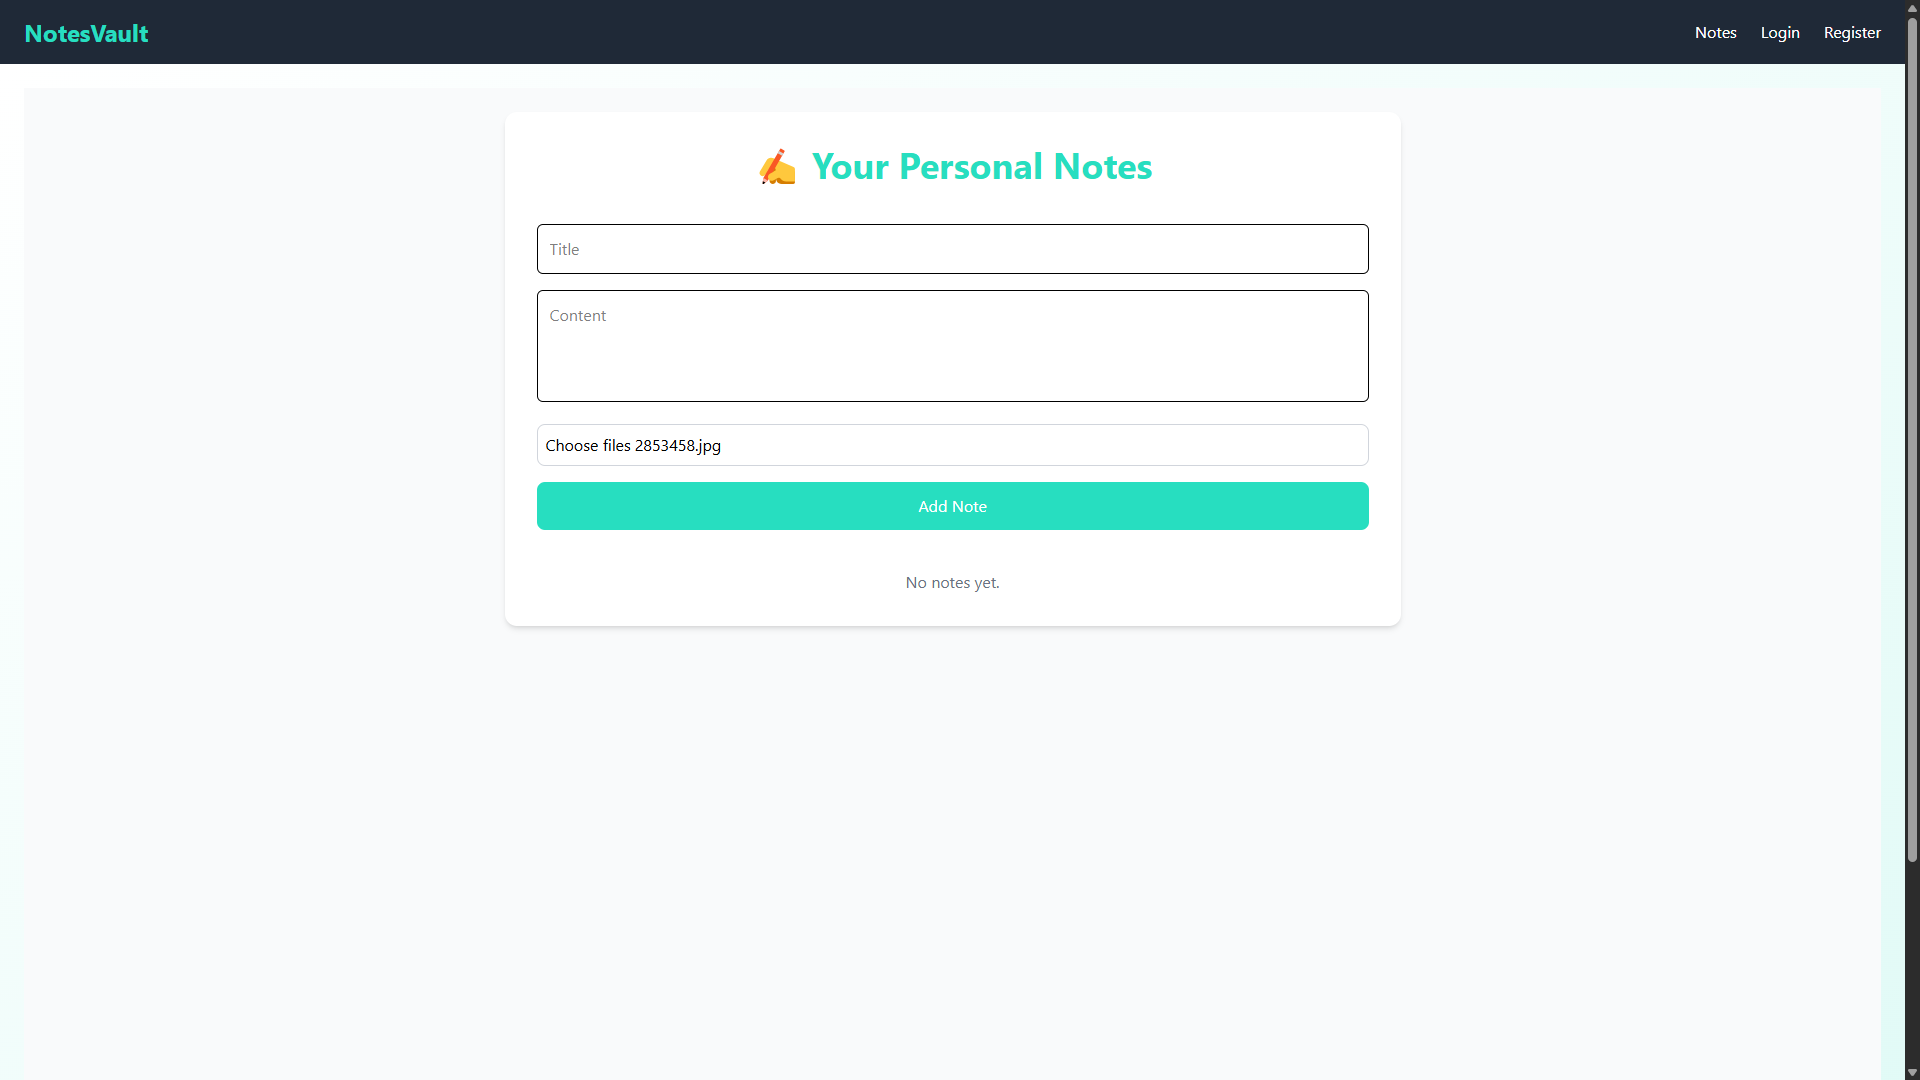 NotesVault
Notes Login Register
✍️ Your Personal Notes
Title
Content
Choose files 2853458.jpg
Add Note
No notes yet.